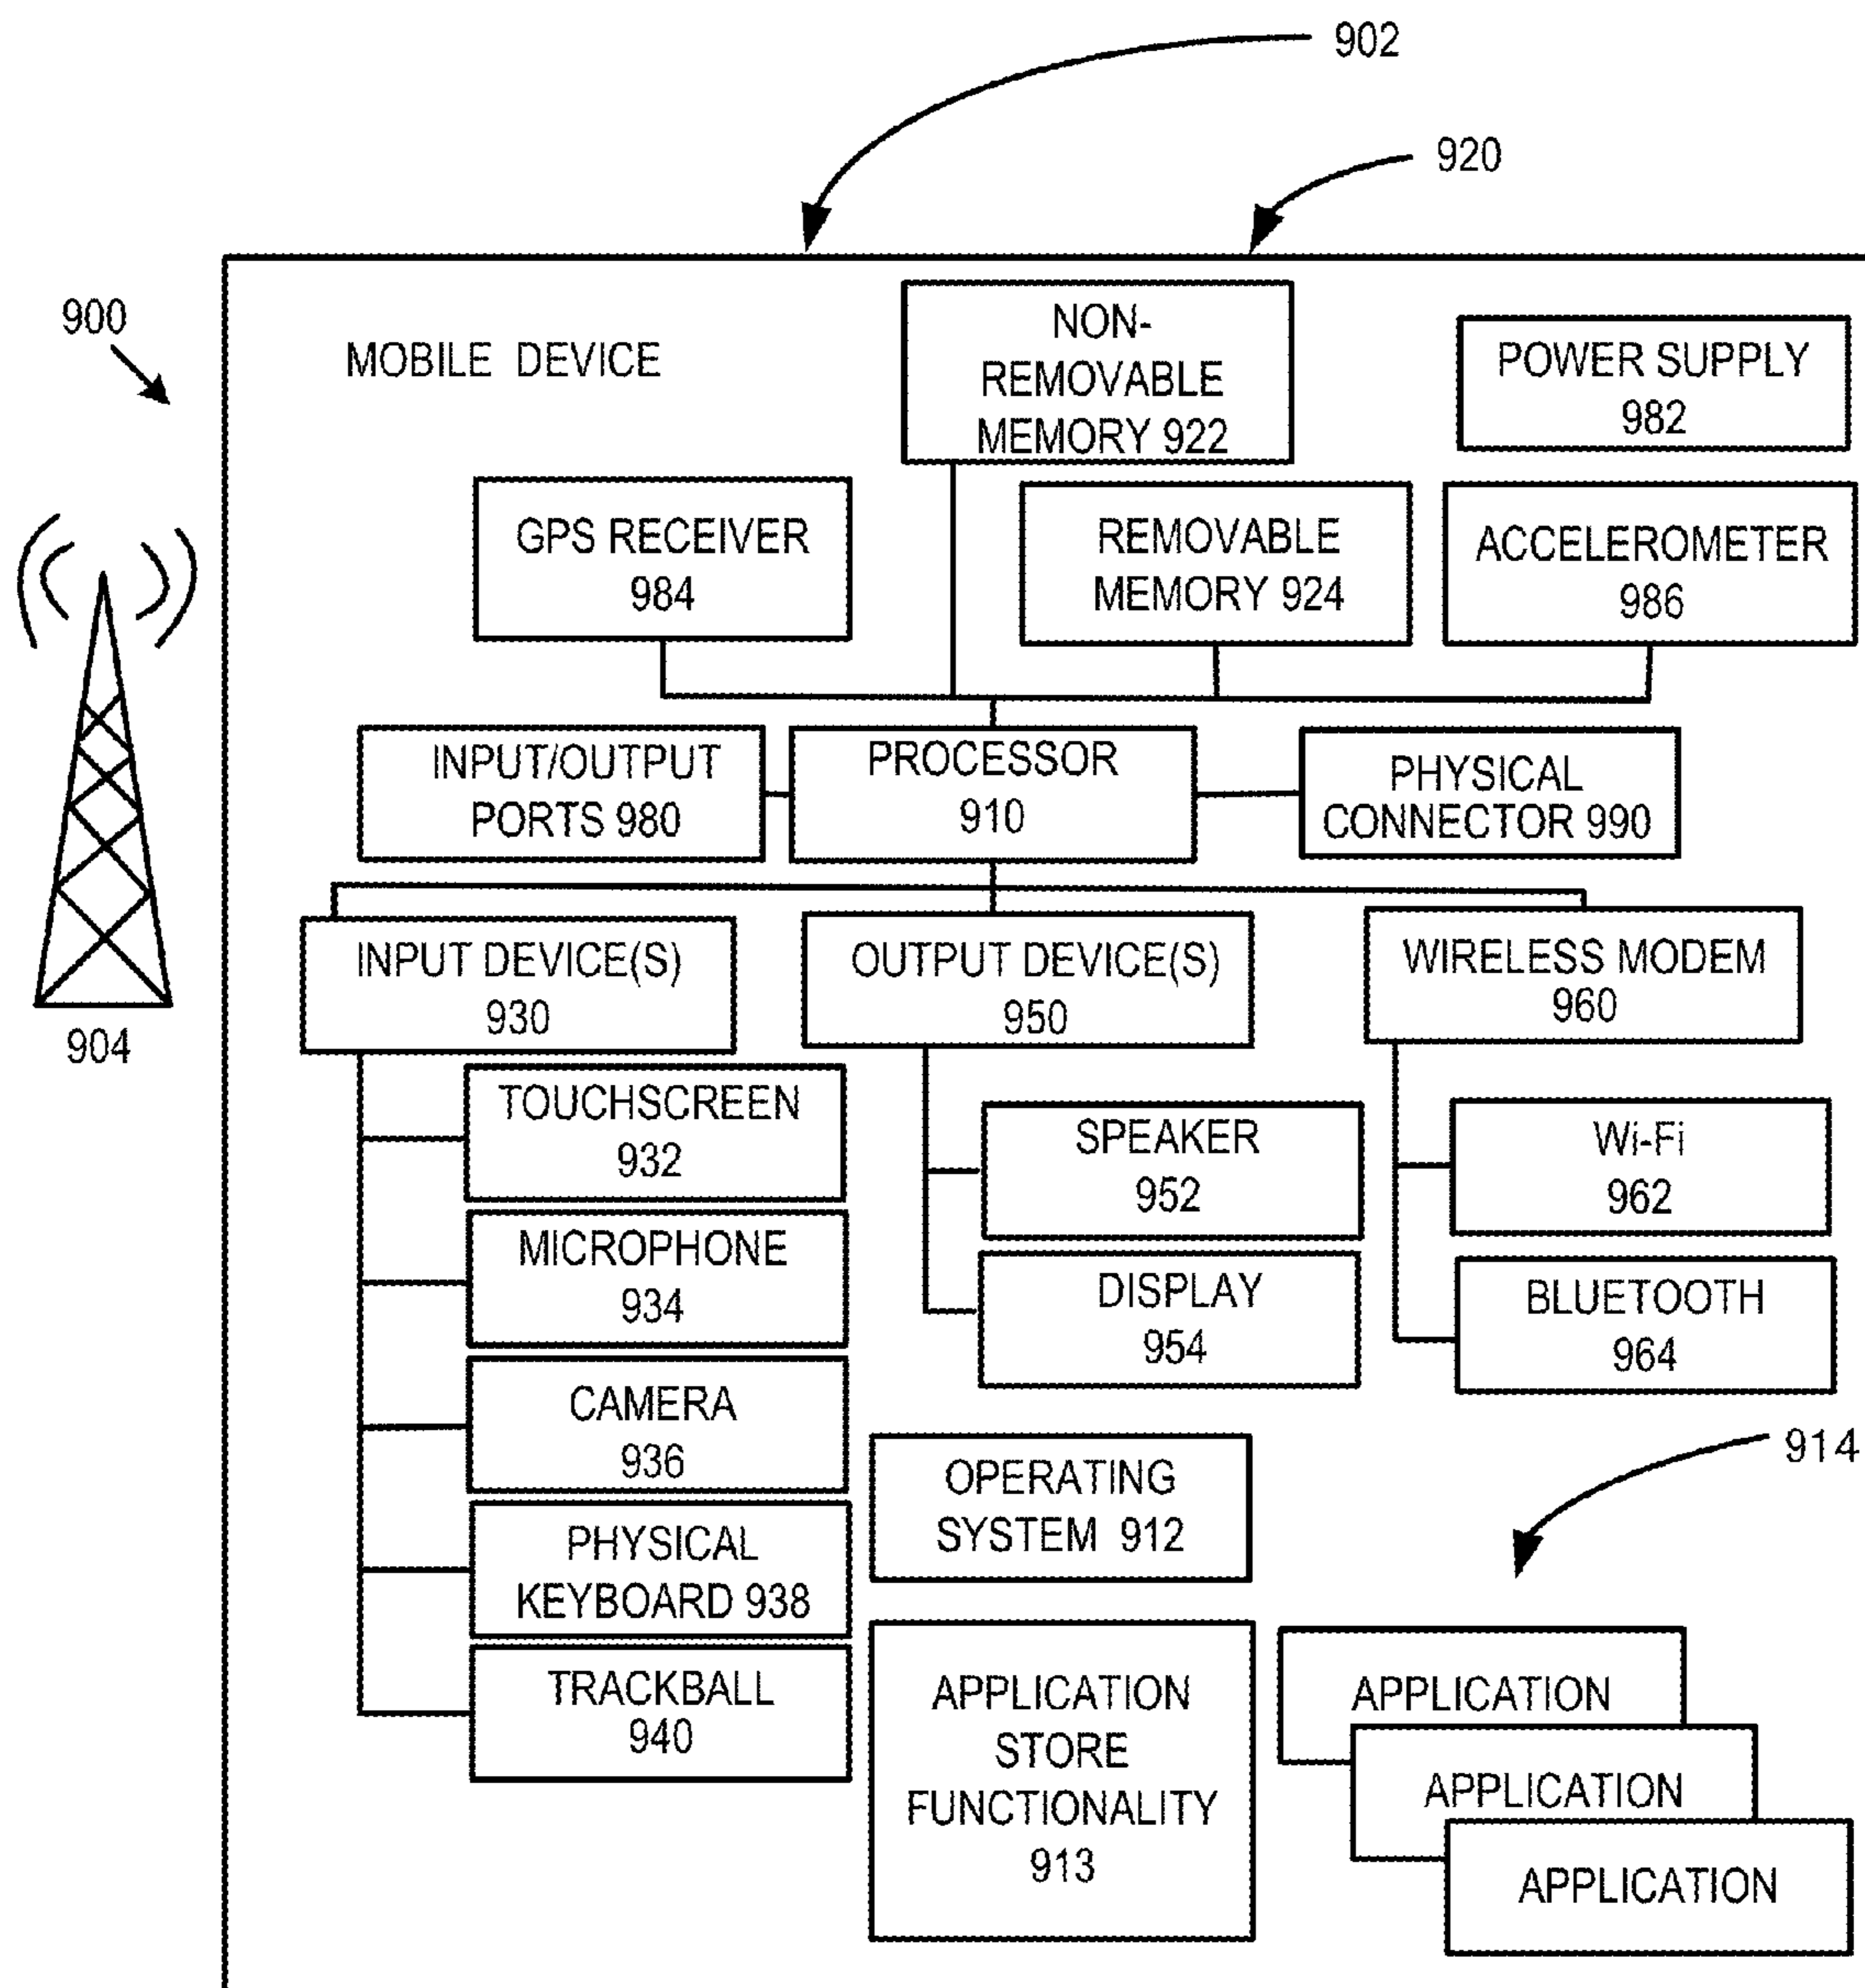 902
920
900
MOBILE DEVICE
NON-
REMOVABLE
MEMORY 922
POWER SUPPLY
982
GPS RECEIVER
984
REMOVABLE
MEMORY 924
ACCELEROMETER
986
INPUT/OUTPUT
PORTS 980
PROCESSOR
910
PHYSICAL
CONNECTOR 990
904
INPUT DEVICE(S)
930
OUTPUT DEVICE(S)
950
WIRELESS MODEM
960
TOUCHSCREEN
932
MICROPHONE
934
CAMERA
936
PHYSICAL
KEYBOARD 938
TRACKBALL
940
SPEAKER
952
DISPLAY
954
Wi-Fi
962
BLUETOOTH
964
OPERATING
SYSTEM 912
APPLICATION
STORE
FUNCTIONALITY
913
914
APPLICATION
APPLICATION
APPLICATION